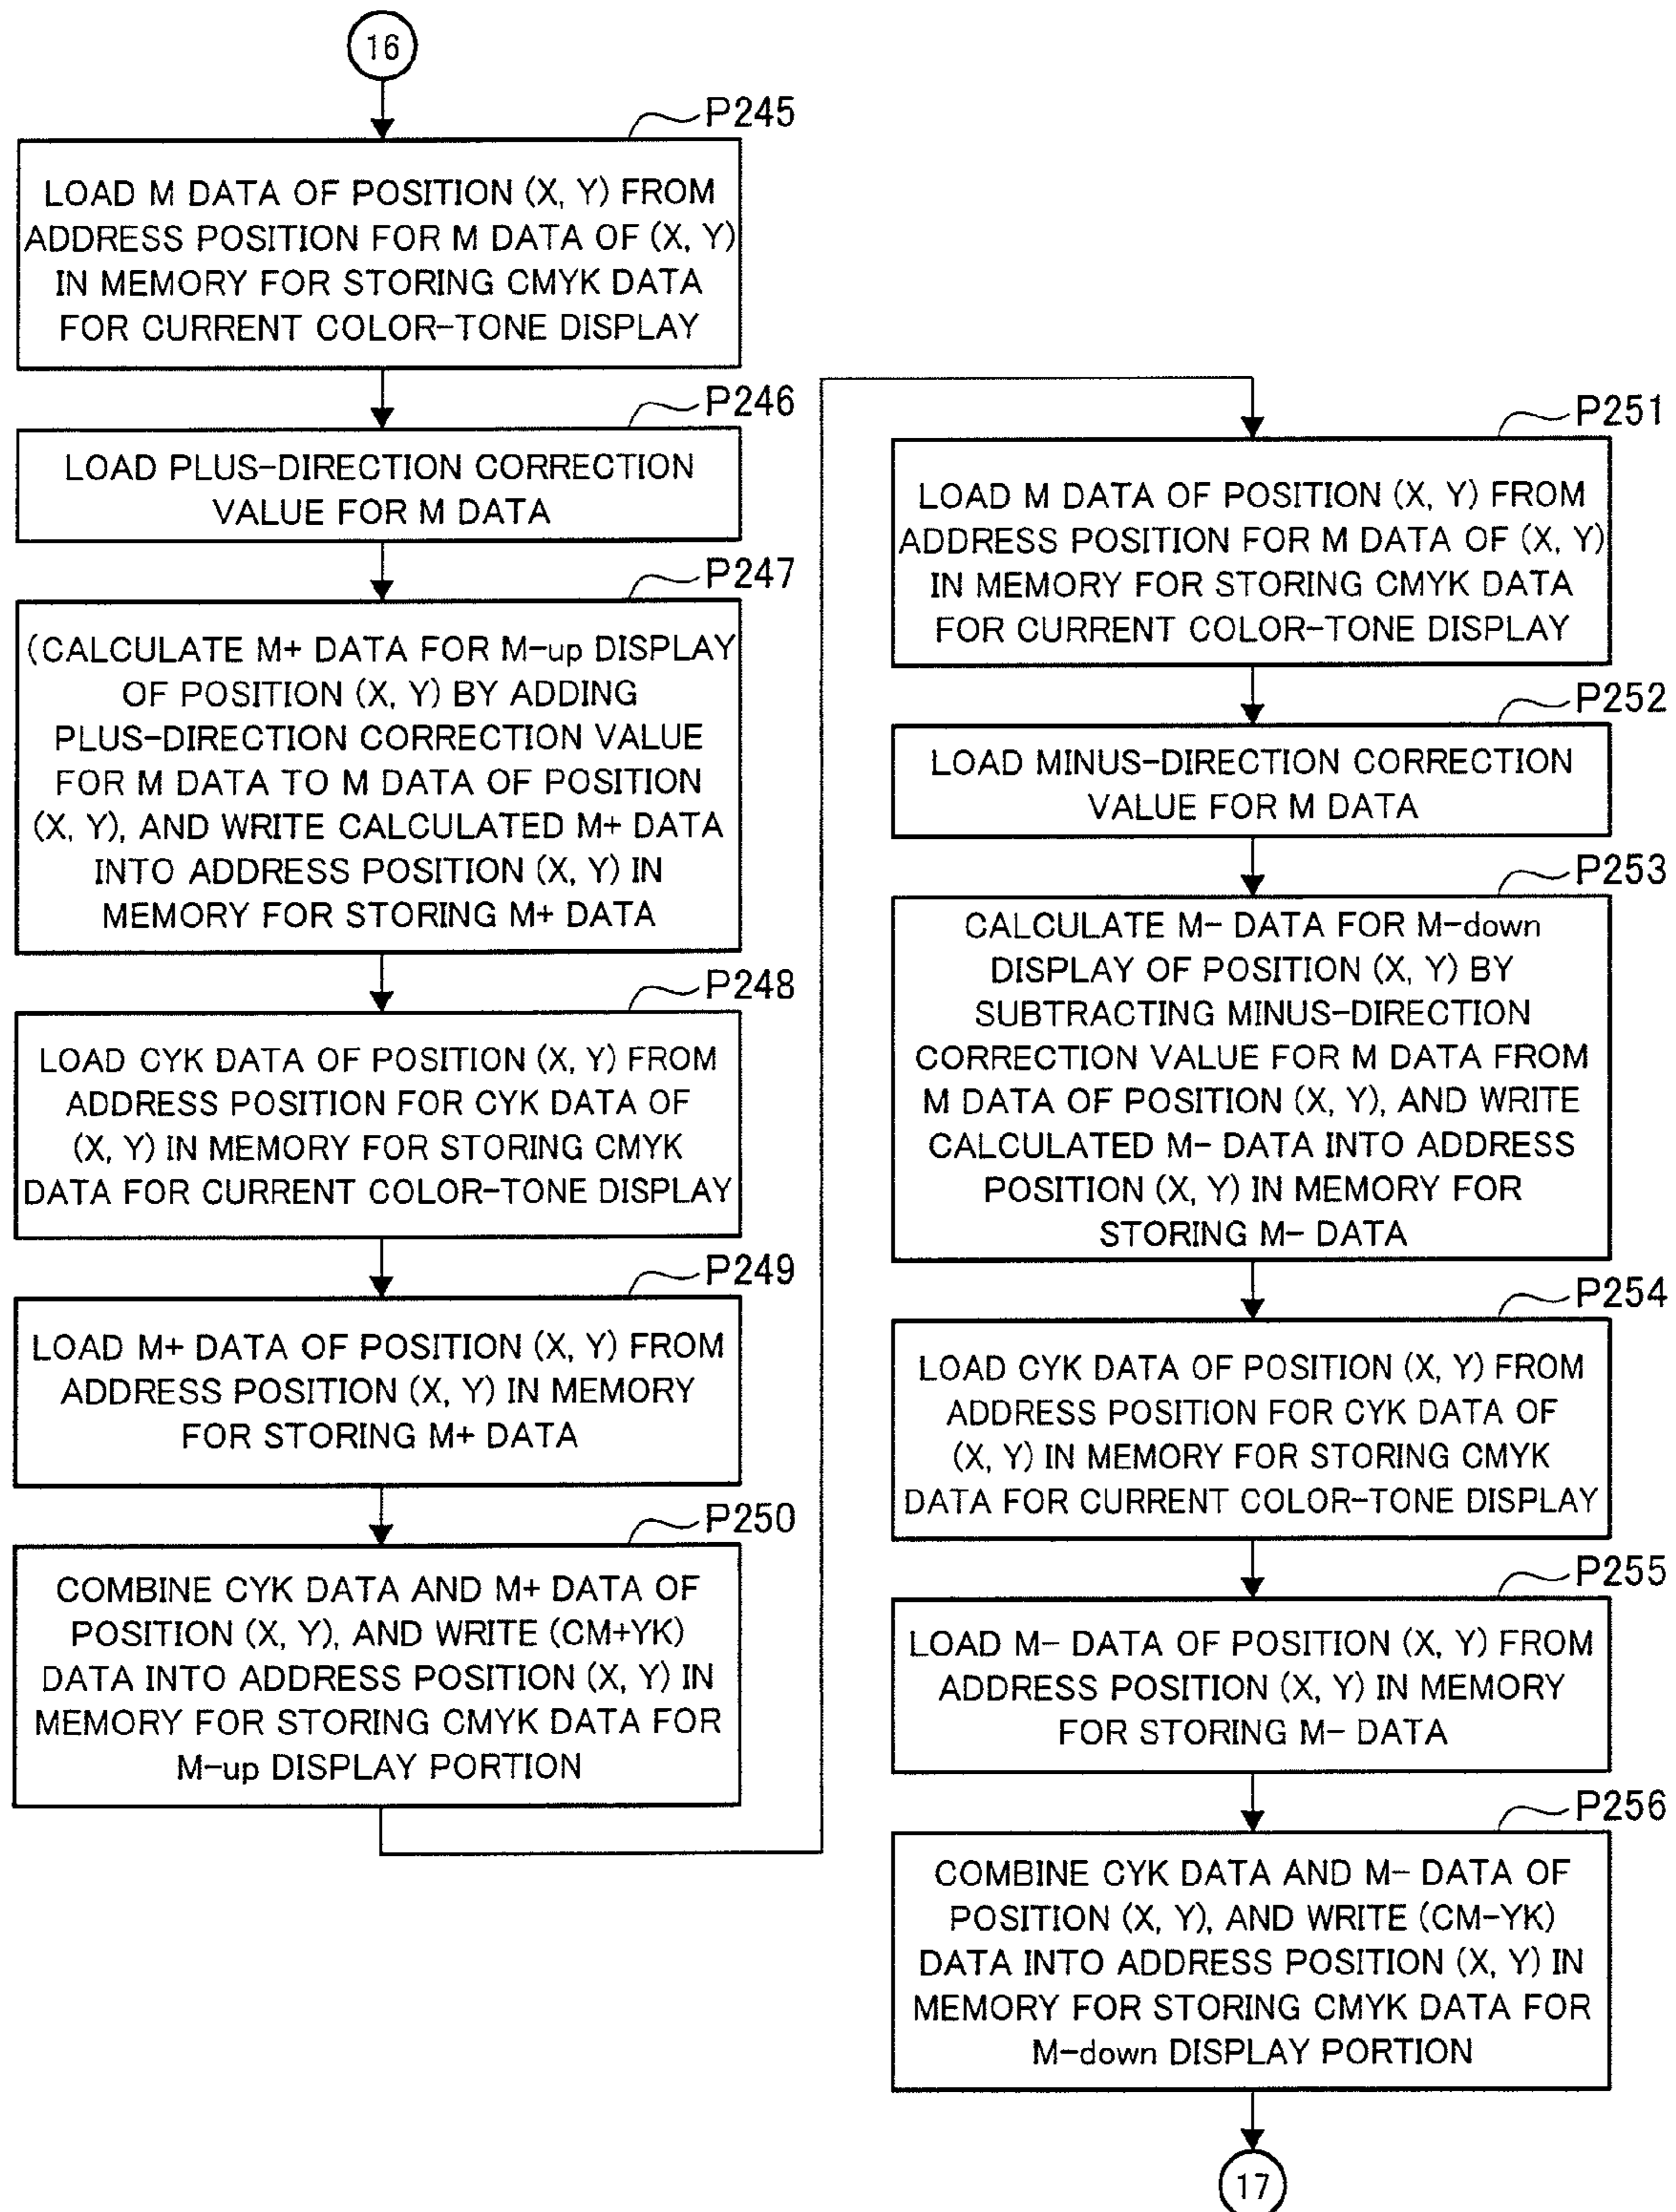 16
P245
LOAD M DATA OF POSITION (X, Y) FROM
ADDRESS POSITION FOR M DATA OF (X, Y)
IN MEMORY FOR STORING CMYK DATA
FOR CURRENT COLOR-TONE DISPLAY
P246
LOAD PLUS-DIRECTION CORRECTION
VALUE FOR M DATA
P247
(CALCULATE M+ DATA FOR M-up DISPLAY
OF POSITION (X, Y) BY ADDING
PLUS-DIRECTION CORRECTION VALUE
FOR M DATA TO M DATA OF POSITION
(X, Y), AND WRITE CALCULATED M+ DATA
INTO ADDRESS POSITION (X, Y) IN
MEMORY FOR STORING M+ DATA
P248
LOAD CYK DATA OF POSITION (X, Y) FROM
ADDRESS POSITION FOR CYK DATA OF
(X, Y) IN MEMORY FOR STORING CMYK
DATA FOR CURRENT COLOR-TONE DISPLAY
P249
LOAD M+ DATA OF POSITION (X, Y) FROM
ADDRESS POSITION (X, Y) IN MEMORY
FOR STORING M+ DATA
P250
COMBINE CYK DATA AND M+ DATA OF
POSITION (X, Y), AND WRITE (CM+YK)
DATA INTO ADDRESS POSITION (X, Y) IN
MEMORY FOR STORING CMYK DATA FOR
M-up DISPLAY PORTION
P251
LOAD M DATA OF POSITION (X, Y) FROM
ADDRESS POSITION FOR M DATA OF (X, Y)
IN MEMORY FOR STORING CMYK DATA
FOR CURRENT COLOR-TONE DISPLAY
P252
LOAD MINUS-DIRECTION CORRECTION
VALUE FOR M DATA
P253
CALCULATE M- DATA FOR M-down
DISPLAY OF POSITION (X, Y) BY
SUBTRACTING MINUS-DIRECTION
CORRECTION VALUE FOR M DATA FROM
M DATA OF POSITION (X, Y), AND WRITE
CALCULATED M- DATA INTO ADDRESS
POSITION (X, Y) IN MEMORY FOR
STORING M- DATA
P254
LOAD CYK DATA OF POSITION (X, Y) FROM
ADDRESS POSITION FOR CYK DATA OF
(X, Y) IN MEMORY FOR STORING CMYK
DATA FOR CURRENT COLOR-TONE DISPLAY
P255
LOAD M- DATA OF POSITION (X, Y) FROM
ADDRESS POSITION (X, Y) IN MEMORY
FOR STORING M- DATA
P256
COMBINE CYK DATA AND M- DATA OF
POSITION (X, Y), AND WRITE (CM-YK)
DATA INTO ADDRESS POSITION (X, Y) IN
MEMORY FOR STORING CMYK DATA FOR
M-down DISPLAY PORTION
17